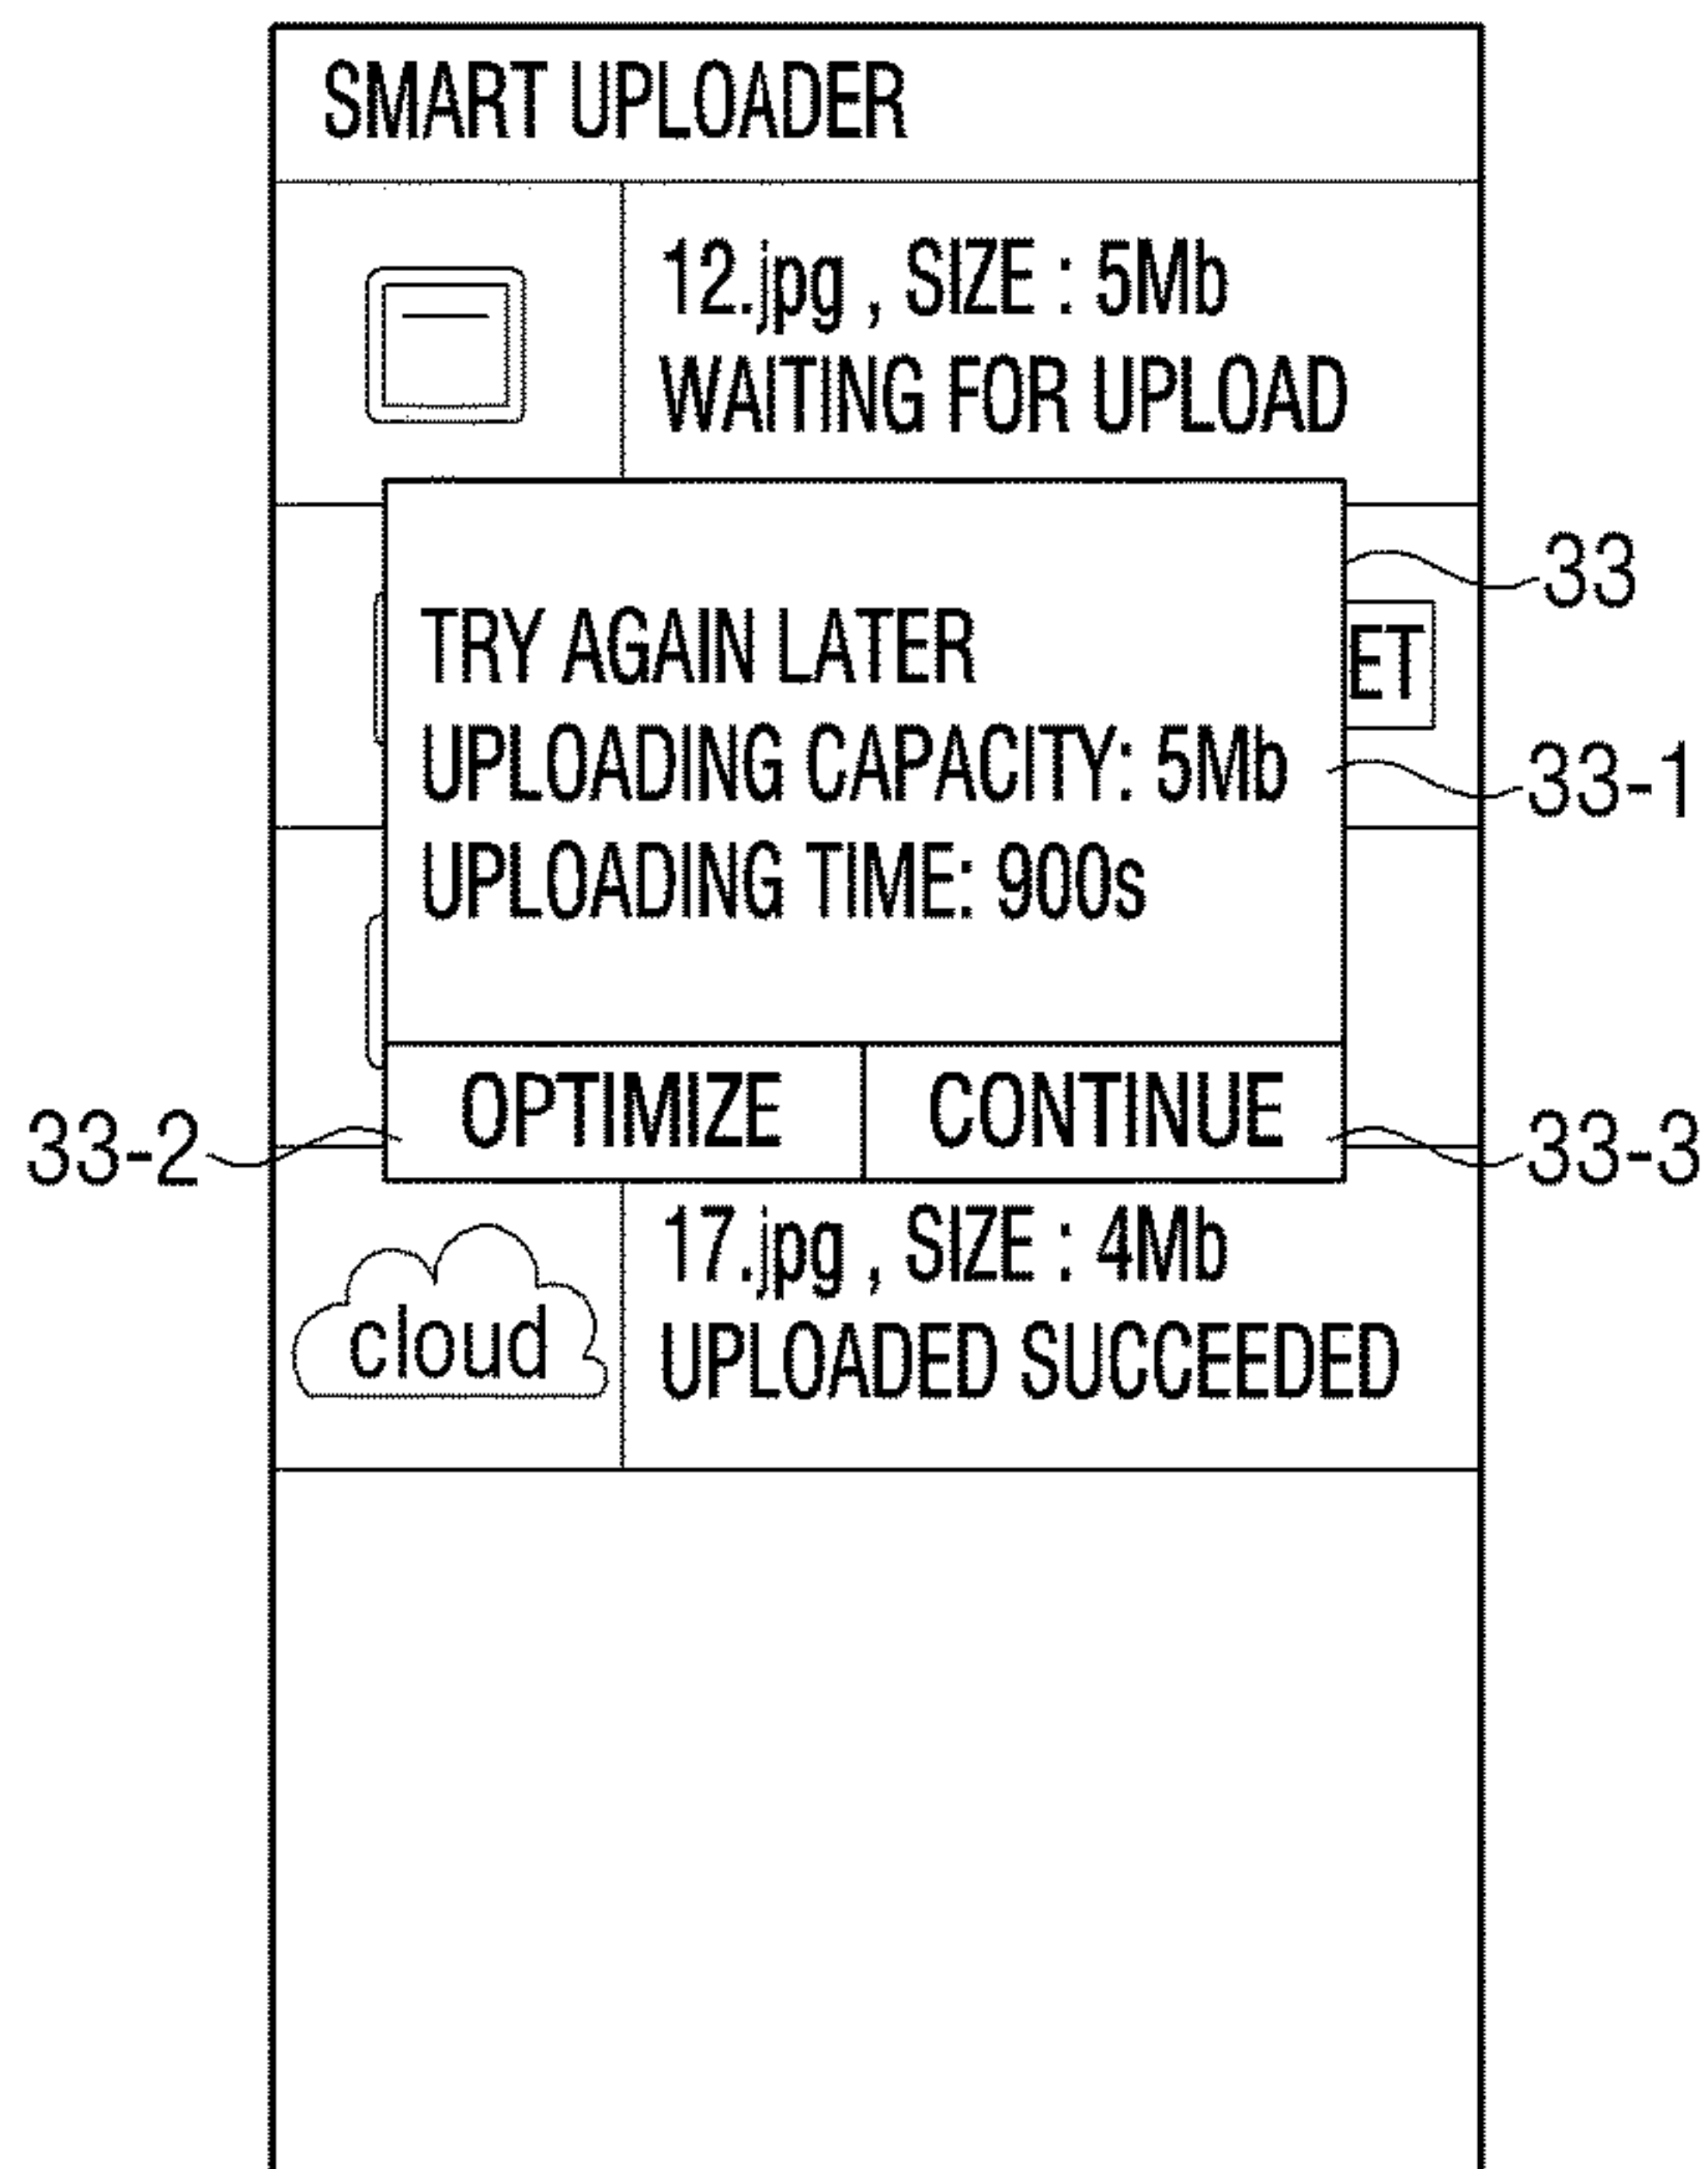 SMART UPLOADER
12.jpg , SIZE : 5Mb
WAITING FOR UPLOAD
33
TRY AGAIN LATER
ET
UPLOADING CAPACITY: 5Mb
33-1
UPLOADING TIME: 900s
OPTIMIZE
CONTINUE
33-2
33-3
17.jpg , SIZE : 4Mb
cloud
UPLOADED SUCCEEDED